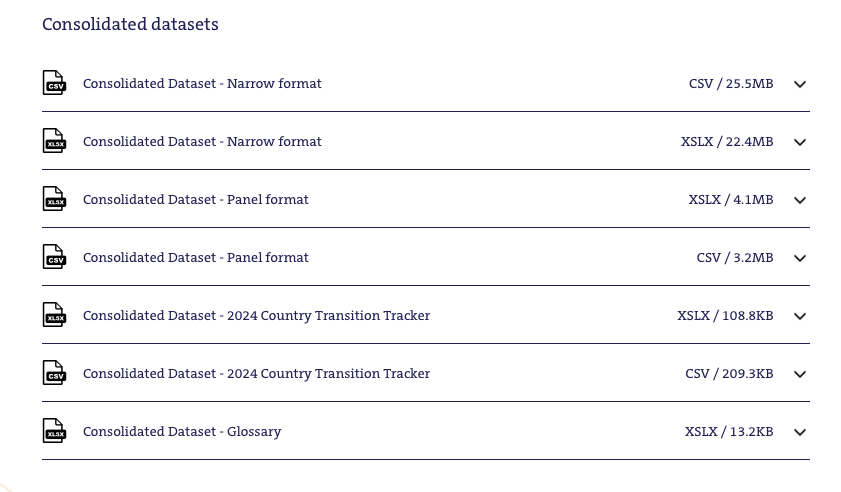 Consolidated datasets
CSV Consolidated Dataset - Narrow format CSV / 25.5MB
XLSX Consolidated Dataset - Narrow format XSLX / 22.4MB
XLSX Consolidated Dataset - Panel format XSLX / 4.1MB
CSV Consolidated Dataset - Panel format CSV / 3.2MB
XLSX Consolidated Dataset - 2024 Country Transition Tracker XSLX / 108.8KB
CSV Consolidated Dataset - 2024 Country Transition Tracker CSV / 209.3KB
XLSX Consolidated Dataset - Glossary XSLX / 13.2KB